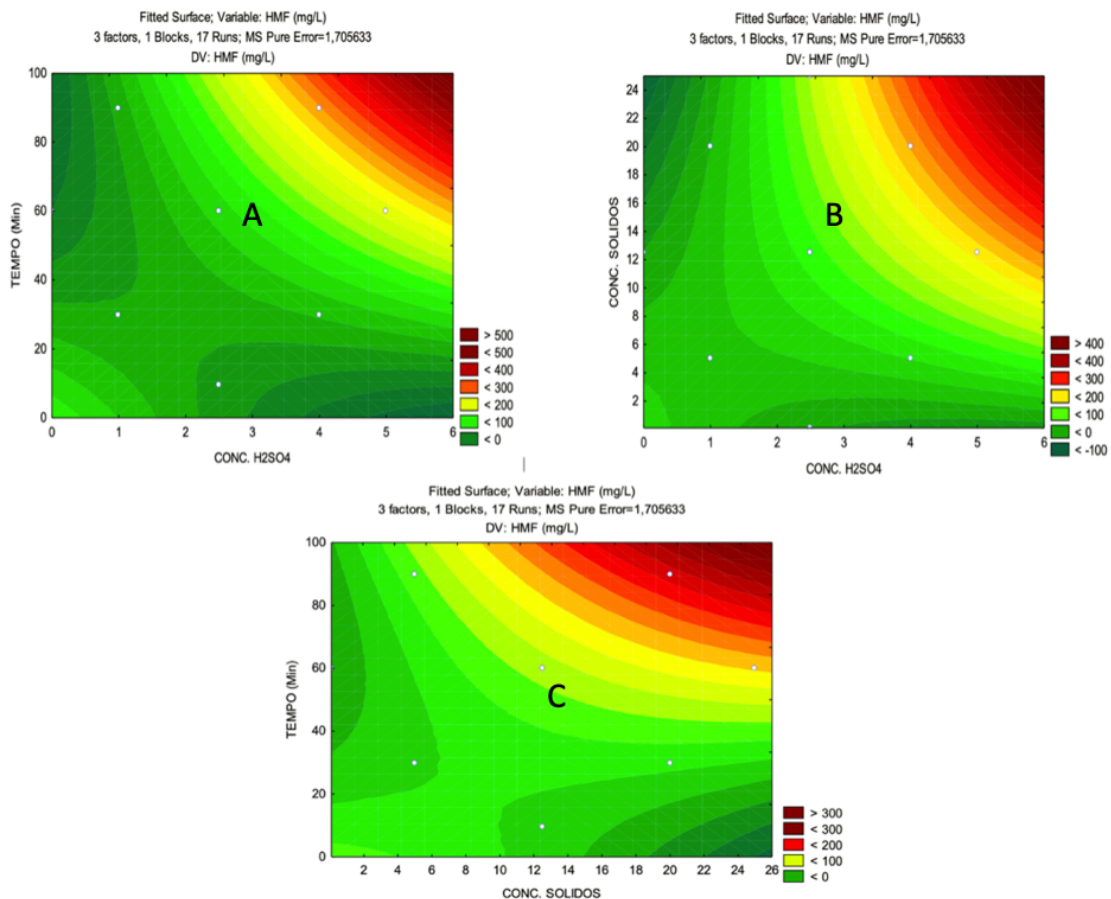 Fitted Surface; Variable: HMF (mg/L)
3 factors, 1 Blocks, 17 Runs; MS Pure Error=1,705633
DV: HMF (mg/L)
100
80
60
40
20
0
TEMPO (Min)
A
0 1 2 3 4 5 6
CONC. H2SO4
> 500
< 500
< 400
< 300
< 200
< 100
< 0
Fitted Surface; Variable: HMF (mg/L)
3 factors, 1 Blocks, 17 Runs; MS Pure Error=1,705633
DV: HMF (mg/L)
24
22
20
18
16
14
12
10
8
6
4
2
CONC. SOLIDOS
B
0 1 2 3 4 5 6
CONC. H2SO4
> 400
< 400
< 300
< 200
< 100
< 0
< -100
Fitted Surface; Variable: HMF (mg/L)
3 factors, 1 Blocks, 17 Runs; MS Pure Error=1,705633
DV: HMF (mg/L)
100
80
60
40
20
0
TEMPO (Min)
C
2 4 6 8 10 12 14 16 18 20 22 24 26
CONC. SOLIDOS
> 300
< 300
< 200
< 100
< 0